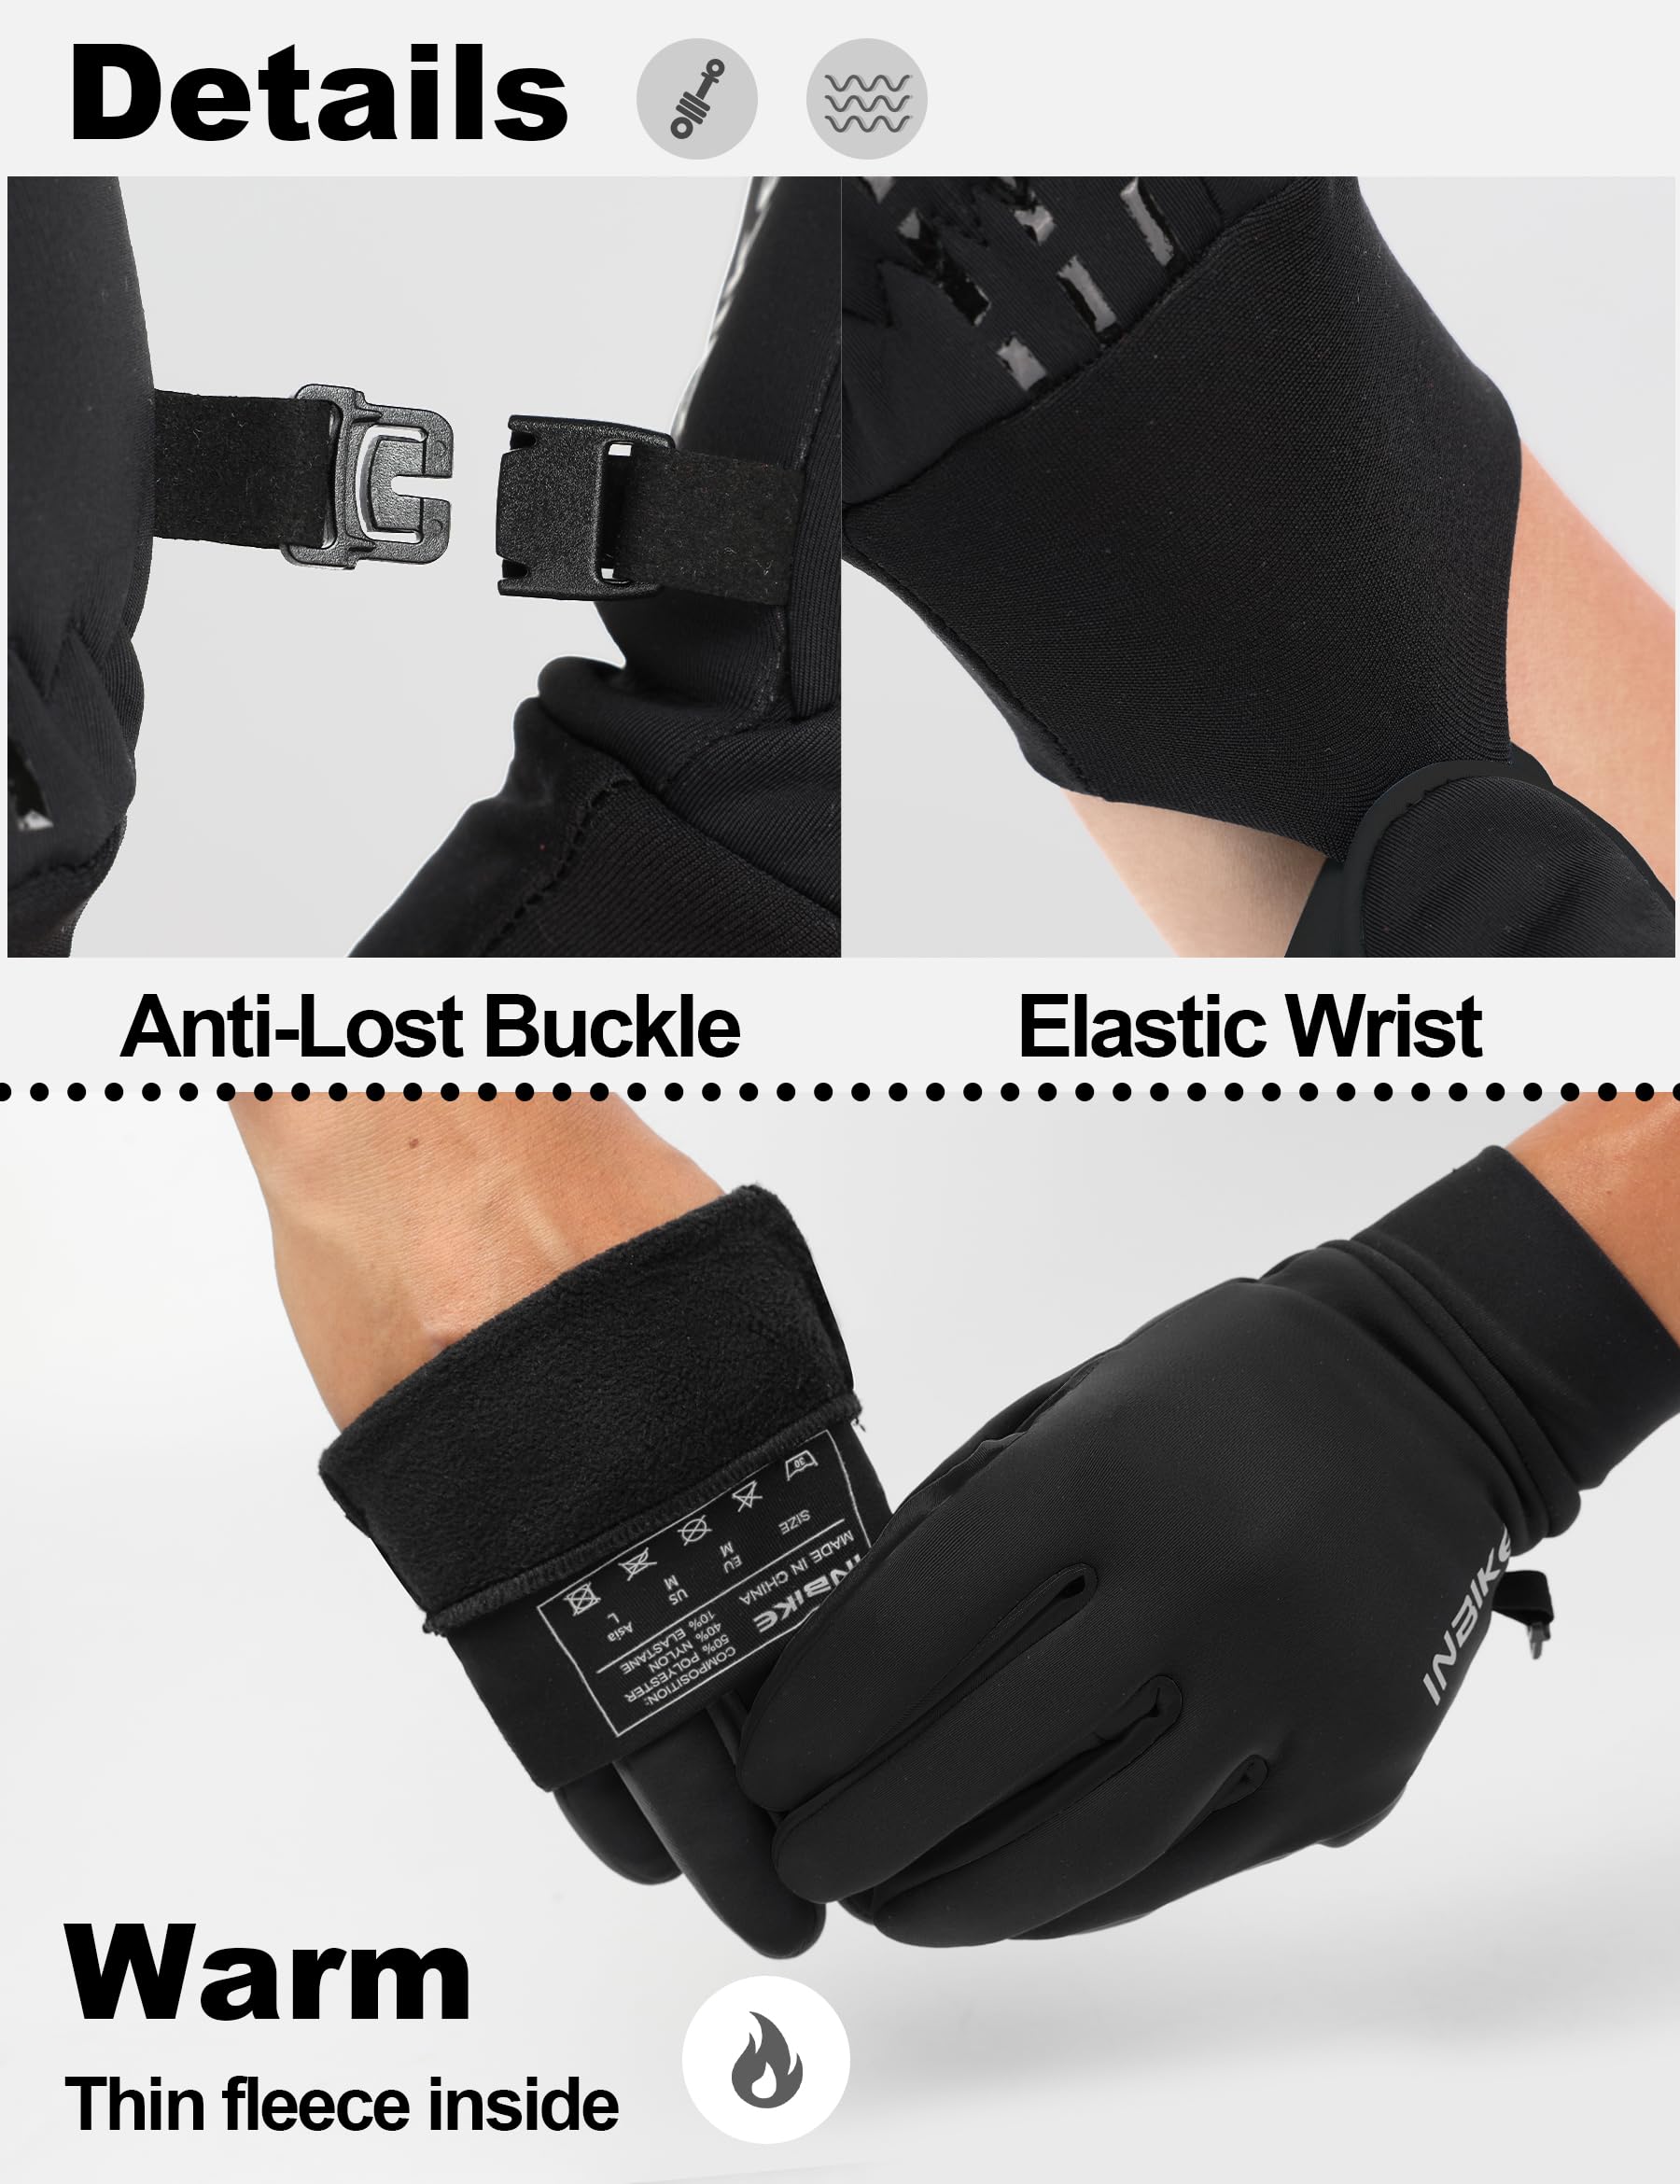 Details
Anti-Lost Buckle
Elastic Wrist
30
SIZE
EU
M
US
M
Asia
L
MADE IN CHINA
INBIKE
COMPOSITION:
50% POLYESTER
40% NYLON
10% ELASTANE
INBIKE
Warm
Thin fleece inside